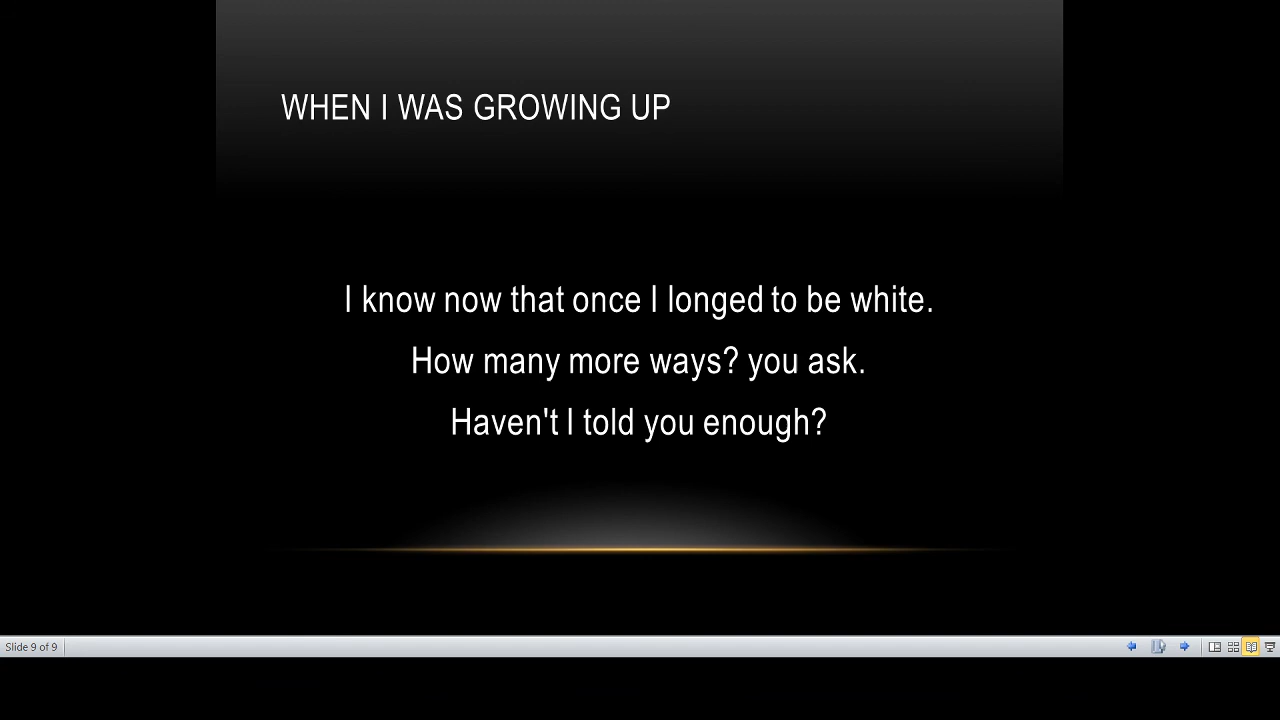 WHEN I WAS GROWING UP
I know now that once I longed to be white.
How many more ways? you ask.
Haven't I told you enough?
Slide 9 of 9